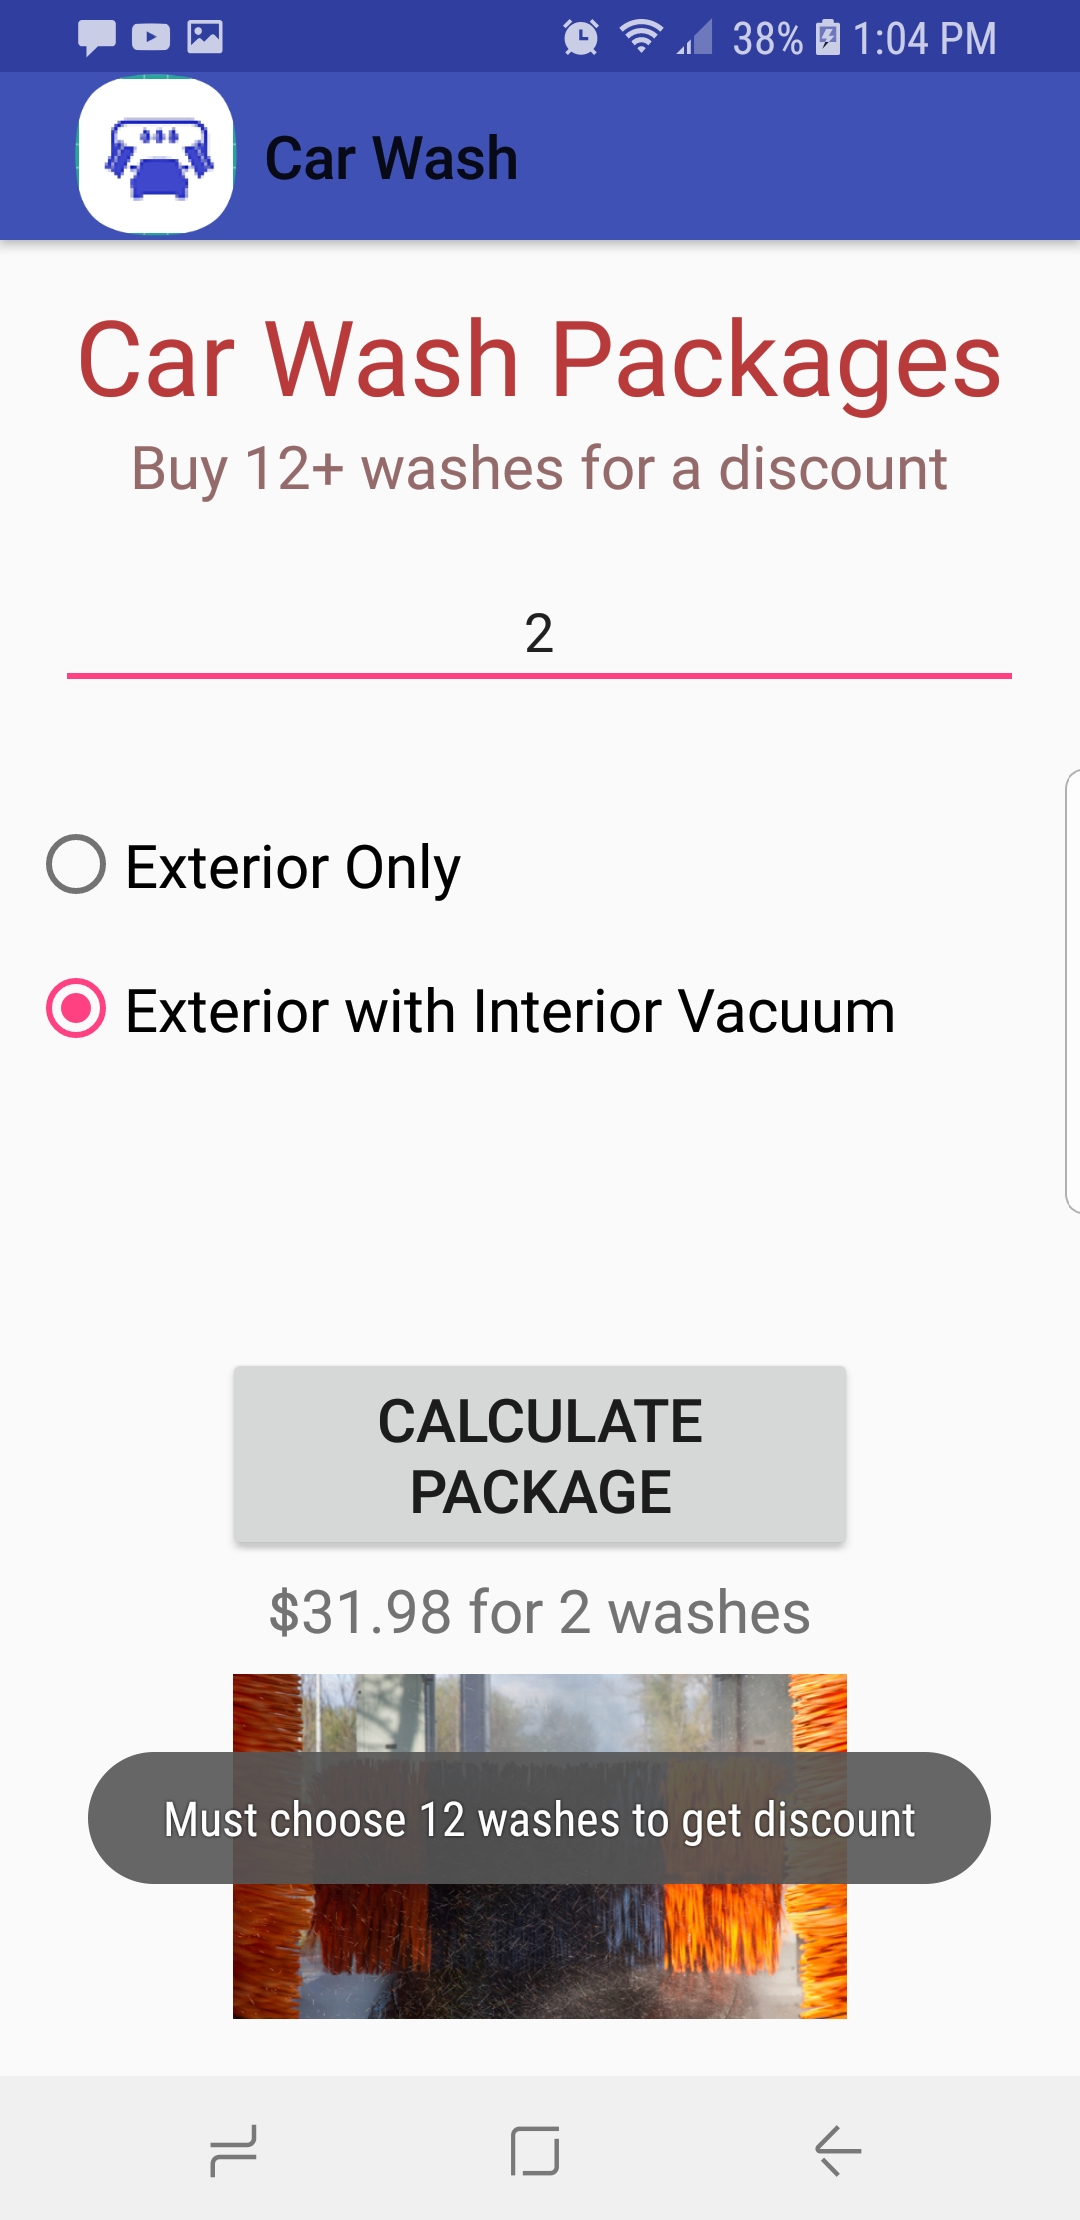 38% 1:04 PM
Car Wash
Car Wash Packages
Buy 12+ washes for a discount
2
Exterior Only
Exterior with Interior Vacuum
CALCULATE
PACKAGE
$31.98 for 2 washes
Must choose 12 washes to get discount